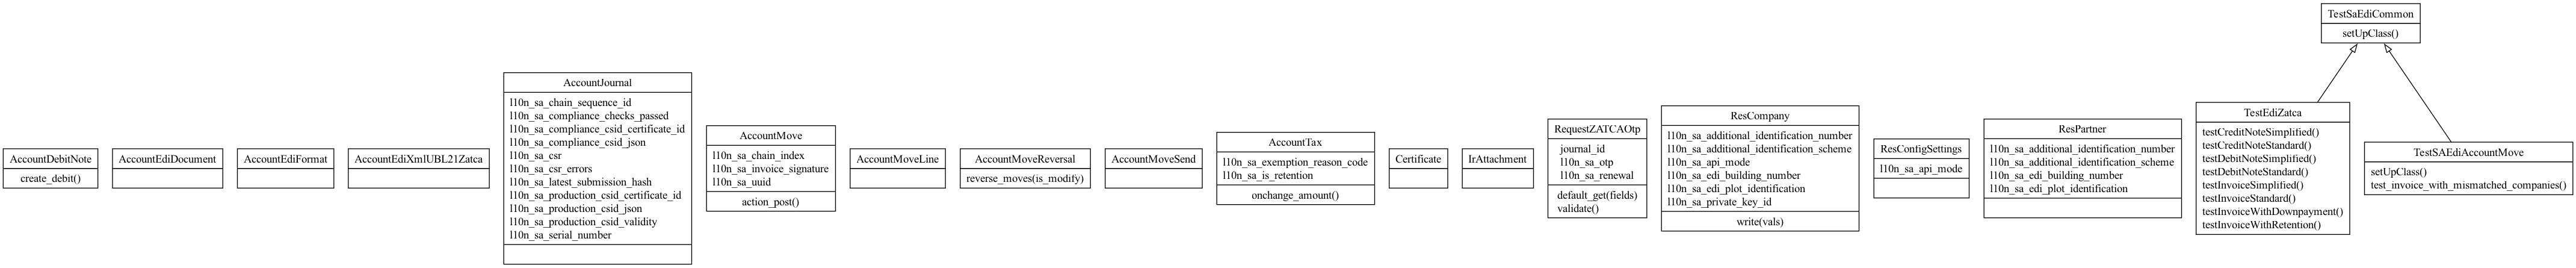 TestSaEdiCommon
setUpClass()
AccountDebitNote
create_debit()
AccountEdiDocument
AccountEdiFormat
AccountEdiXmlUBL21Zatca
AccountJournal
l10n_sa_chain_sequence_id
l10n_sa_compliance_checks_passed
l10n_sa_compliance_csid_certificate_id
l10n_sa_compliance_csid_json
l10n_sa_csr
l10n_sa_csr_errors
l10n_sa_latest_submission_hash
l10n_sa_production_csid_certificate_id
l10n_sa_production_csid_json
l10n_sa_production_csid_validity
l10n_sa_serial_number
AccountMove
l10n_sa_chain_index
l10n_sa_invoice_signature
l10n_sa_uuid
action_post()
AccountMoveLine
AccountMoveReversal
reverse_moves(is_modify)
AccountMoveSend
AccountTax
l10n_sa_exemption_reason_code
l10n_sa_is_retention
onchange_amount()
Certificate
IrAttachment
RequestZATCAOtp
journal_id
l10n_sa_otp
l10n_sa_renewal
default_get(fields)
validate()
ResCompany
l10n_sa_additional_identification_number
l10n_sa_additional_identification_scheme
l10n_sa_api_mode
l10n_sa_edi_building_number
l10n_sa_edi_plot_identification
l10n_sa_private_key_id
write(vals)
ResConfigSettings
l10n_sa_api_mode
ResPartner
l10n_sa_additional_identification_number
l10n_sa_additional_identification_scheme
l10n_sa_edi_building_number
l10n_sa_edi_plot_identification
TestEdiZatca
testCreditNoteSimplified()
testCreditNoteStandard()
testDebitNoteSimplified()
testDebitNoteStandard()
testInvoiceSimplified()
testInvoiceStandard()
testInvoiceWithDownpayment()
testInvoiceWithRetention()
TestSAEdiAccountMove
setUpClass()
test_invoice_with_mismatched_companies()